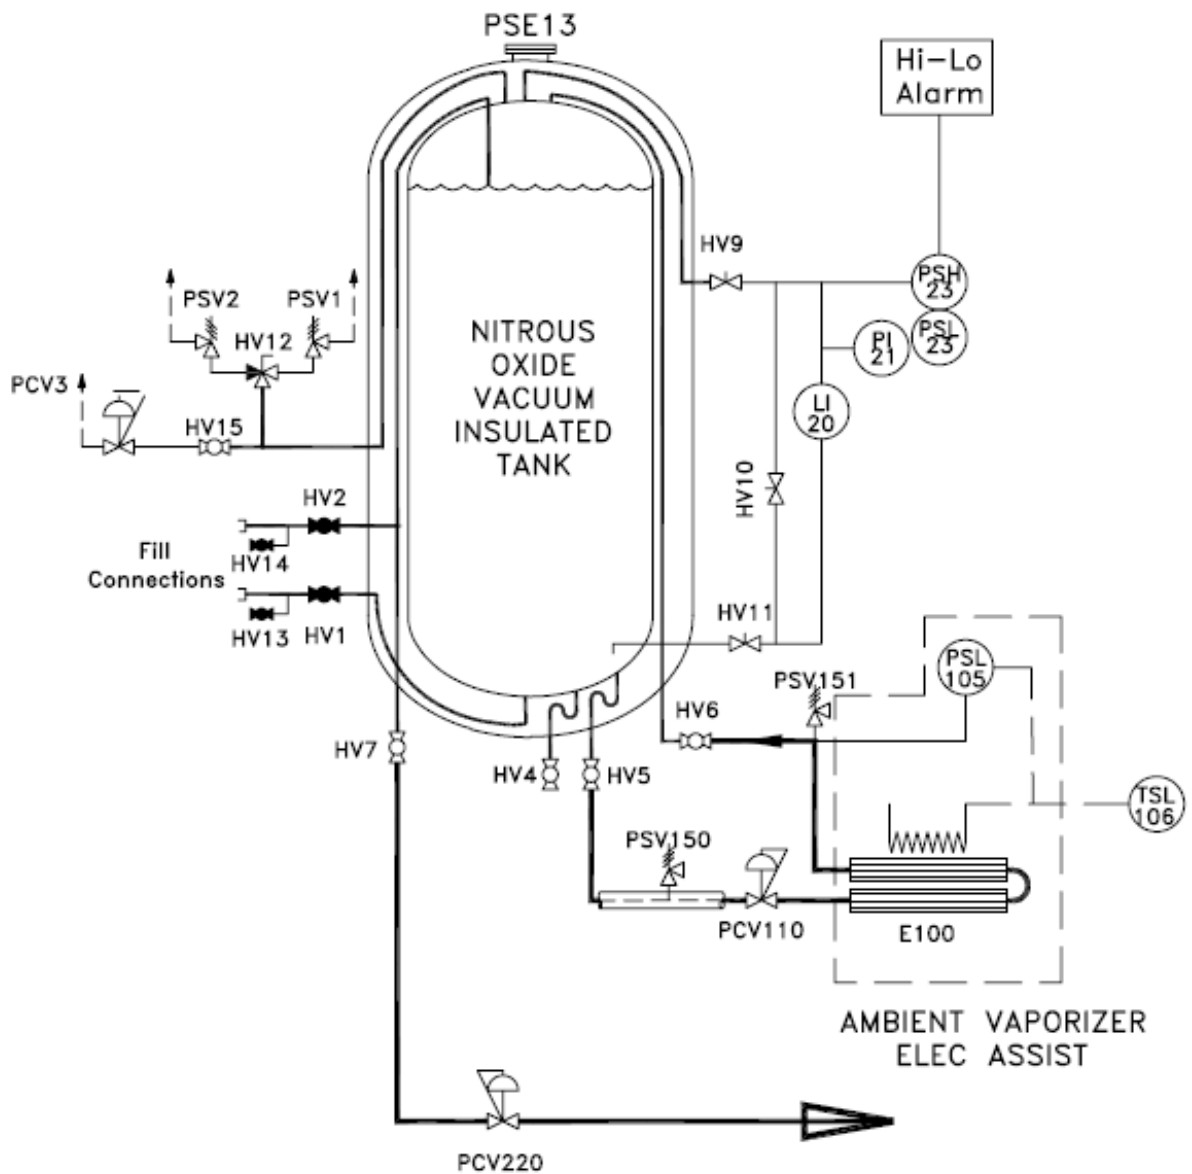 PSE13
Hi-Lo
Alarm
HV9
PSH
23
PSL
23
PI
21
LI
20
PSV2
PSV1
HV12
PCV3
HV15
NITROUS
OXIDE
VACUUM
INSULATED
TANK
HV10
HV2
HV14
Fill
Connections
HV13
HV1
HV11
PSL
105
PSV151
HV6
HV7
HV4
HV5
TSL
106
PSV150
PCV110
E100
AMBIENT VAPORIZER
ELEC ASSIST
PCV220